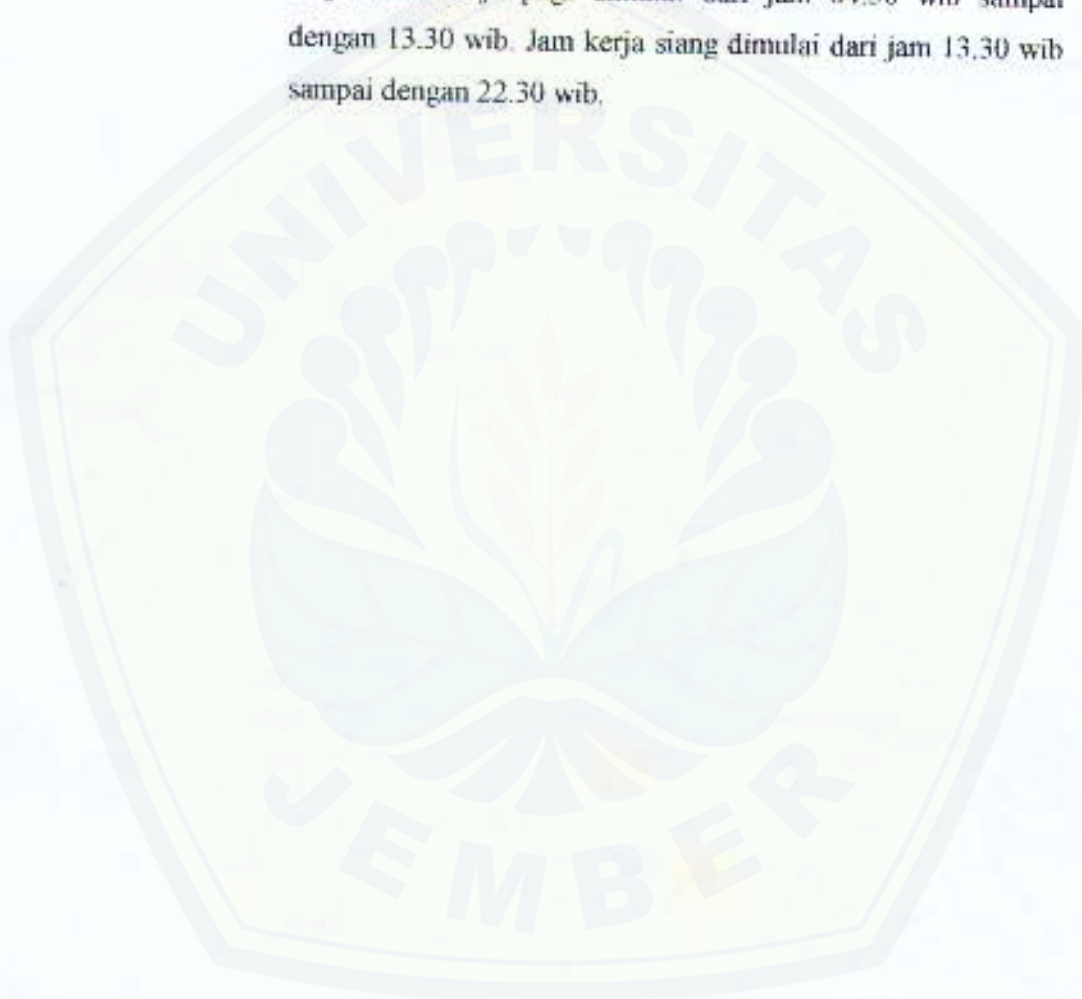 sampai
dengan 13.30 wib. Jam kerja siang dimulai dari jam 13.30 wib
sampai dengan 22.30 wib.
UNIVERSITAS
JEMBER